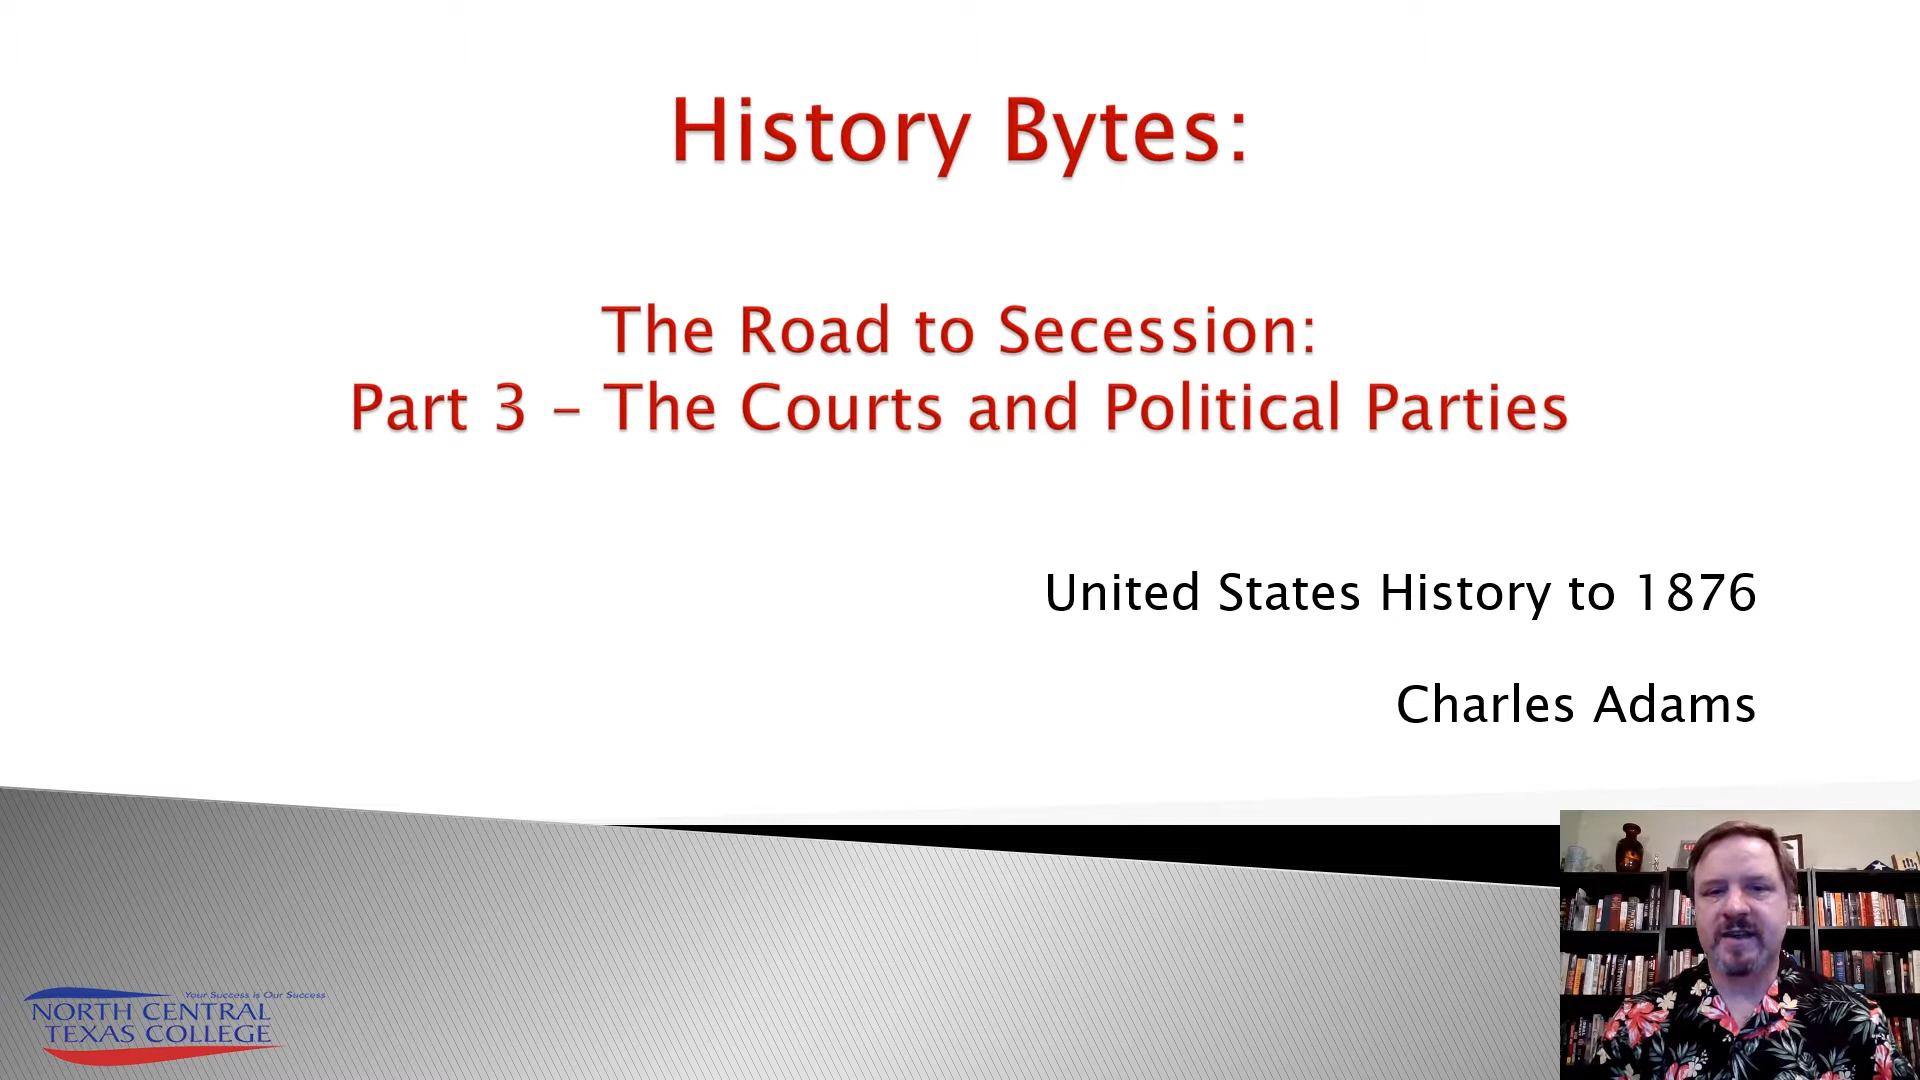 History Bytes:
The Road to Secession:
Part 3 – The Courts and Political Parties
United States History to 1876
Charles Adams
Your Success is Our Success
NORTH CENTRAL
TEXAS COLLEGE